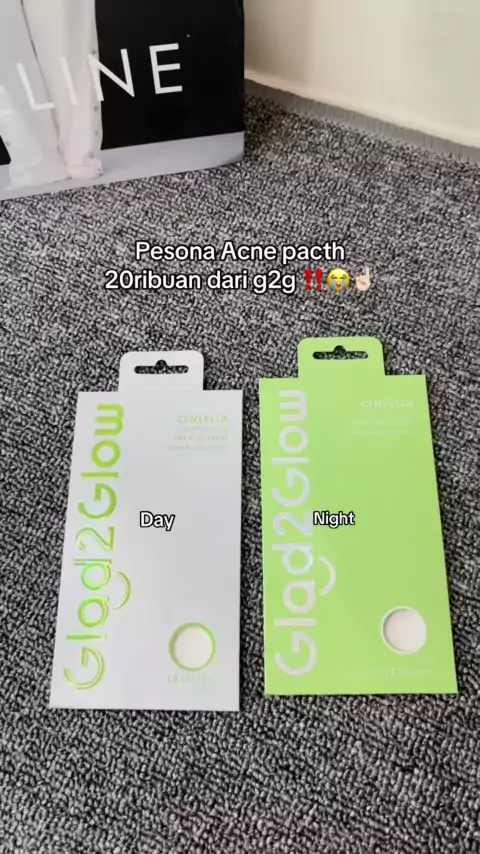 LINE
Pesona Acne pacth
20ribuan dari g2g ‼️😭☝🏻
CENTELLA
Glad2Glow
Day
CENTELLA
Glad2Glow
Night